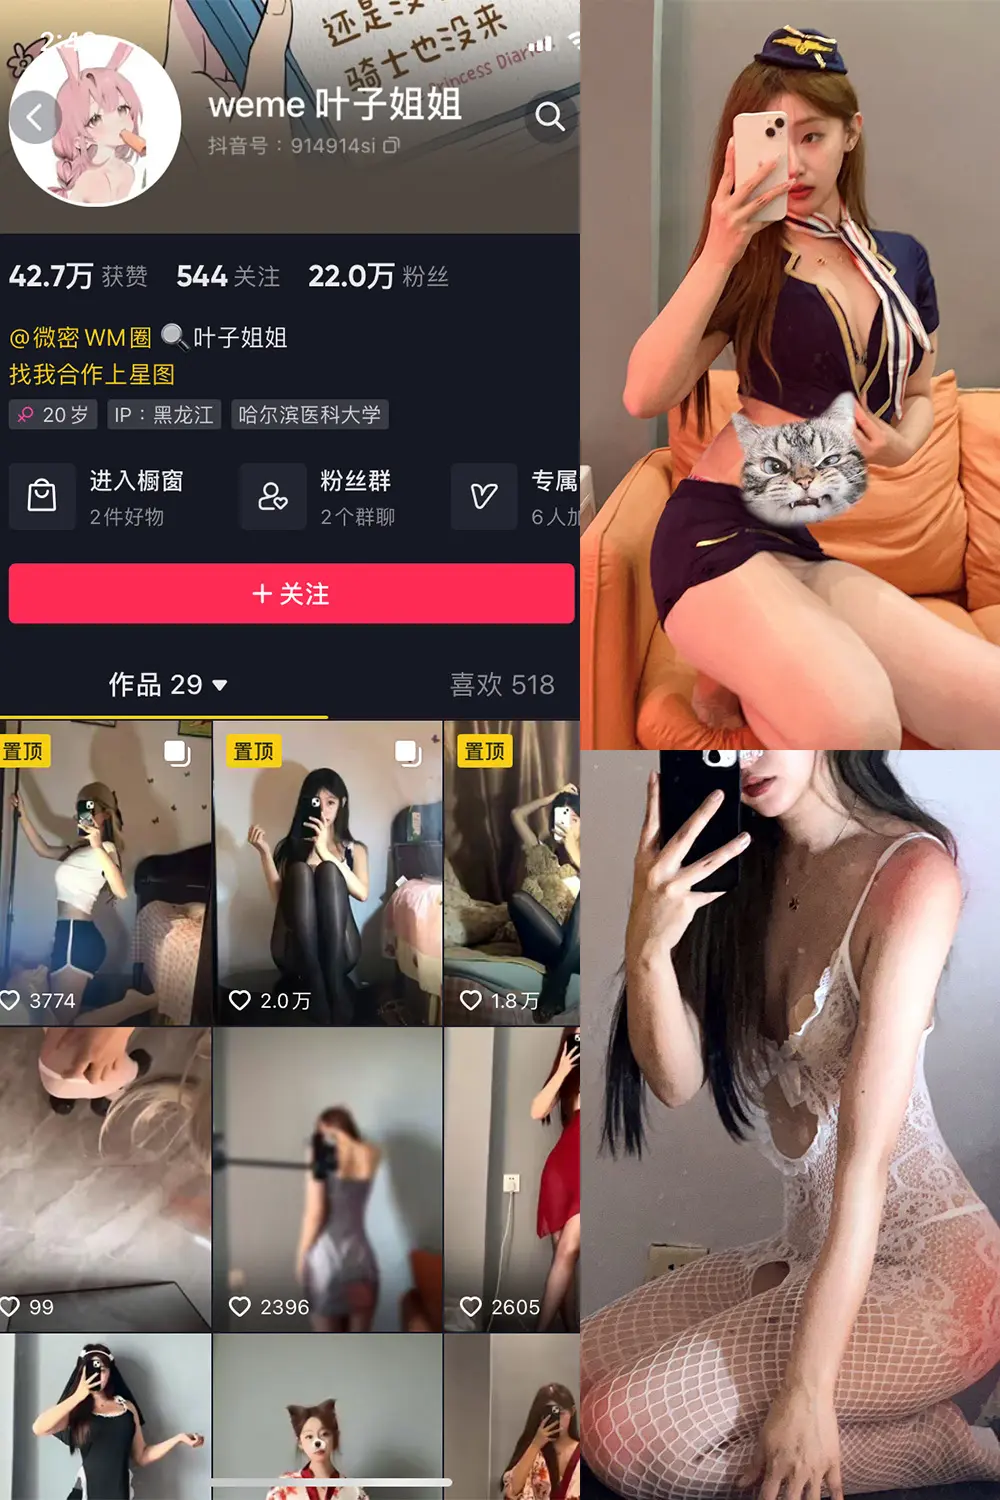 2:48
还是没
骑士也没来
Princess Diar
weme 叶子姐姐
抖音号：914914si
42.7万 获赞 544 关注 22.0万 粉丝
@微密WM圈 🔍叶子姐姐
找我合作上星图
♀ 20岁 IP：黑龙江 哈尔滨医科大学
进入橱窗
2件好物
粉丝群
2个群聊
专属
6人加
+ 关注
作品 29 ▼ 喜欢 518
置顶 置顶 置顶
3774 2.0万 1.8万
99 2396 2605